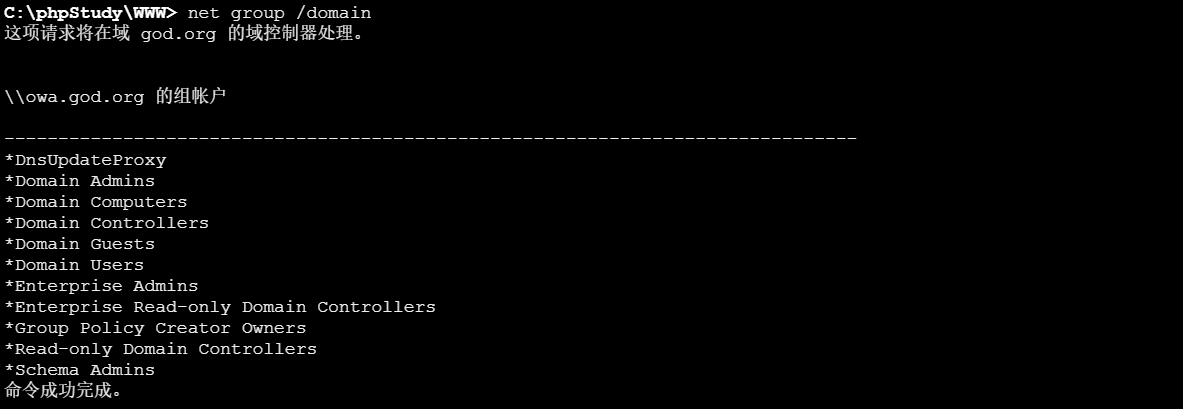 C:\phpStudy\WWW> net group /domain
这项请求将在域 god.org 的域控制器处理。
\\owa.god.org 的组帐户
-------------------------------------------------------------------------------
*DnsUpdateProxy
*Domain Admins
*Domain Computers
*Domain Controllers
*Domain Guests
*Domain Users
*Enterprise Admins
*Enterprise Read-only Domain Controllers
*Group Policy Creator Owners
*Read-only Domain Controllers
*Schema Admins
命令成功完成。